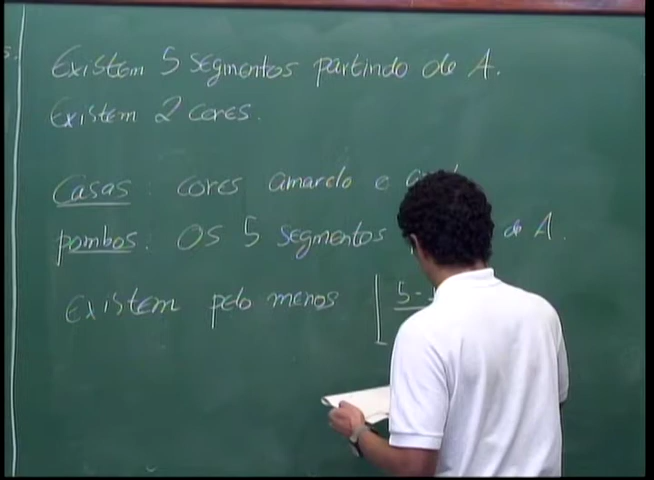 s.
Existem 5 segmentos partindo de A.
Existem 2 cores.
Casas: cores amarelo e
pombos: Os 5 segmentos de A.
Existem pelo menos ⌊ 5-